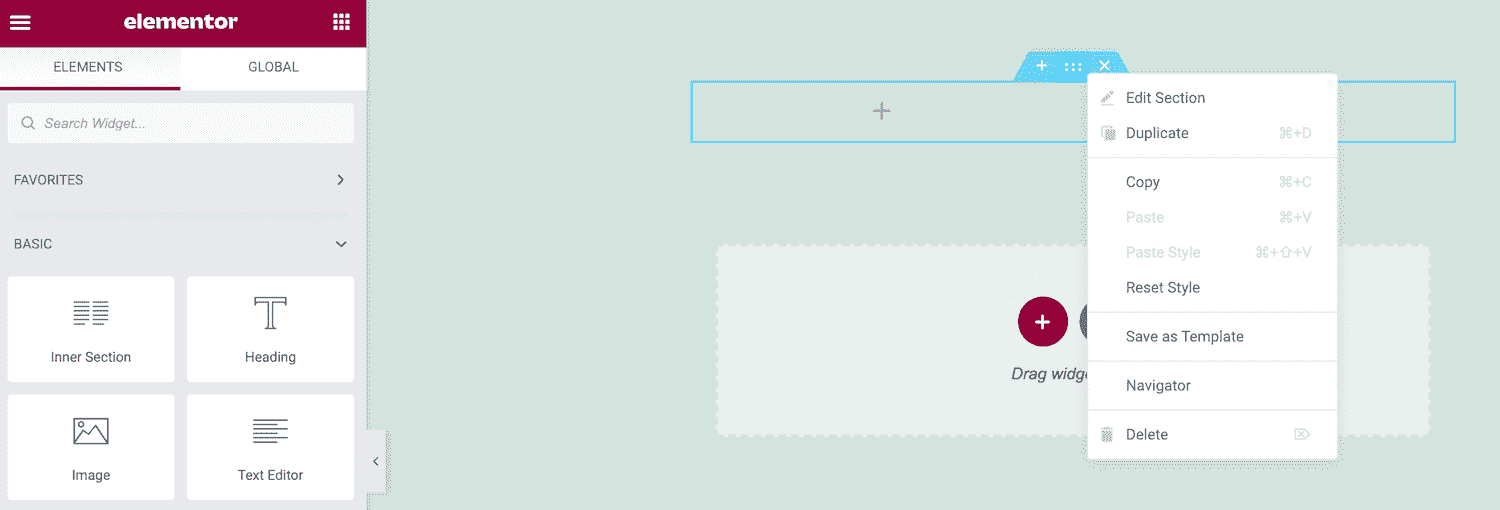 elementor
ELEMENTS
GLOBAL
Search Widget...
FAVORITES
BASIC
Inner Section
Heading
Image
Text Editor
Edit Section
Duplicate ⌘+D
Copy ⌘+C
Paste ⌘+V
Paste Style ⌘+⇧+V
Reset Style
Save as Template
Navigator
Delete ⌦
Drag